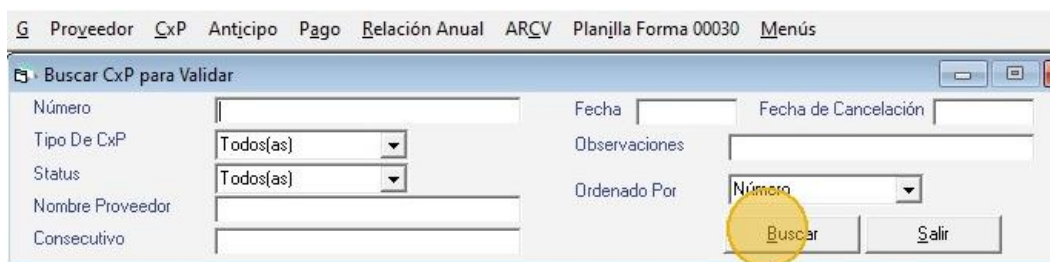 G Proveedor CxP Anticipo Pago Relación Anual ARCV Planilla Forma 00030 Menús
Buscar CxP para Validar
Número Fecha Fecha de Cancelación
Tipo De CxP Todos(as) Observaciones
Status Todos(as) Ordenado Por Número
Nombre Proveedor
Consecutivo Buscar Salir